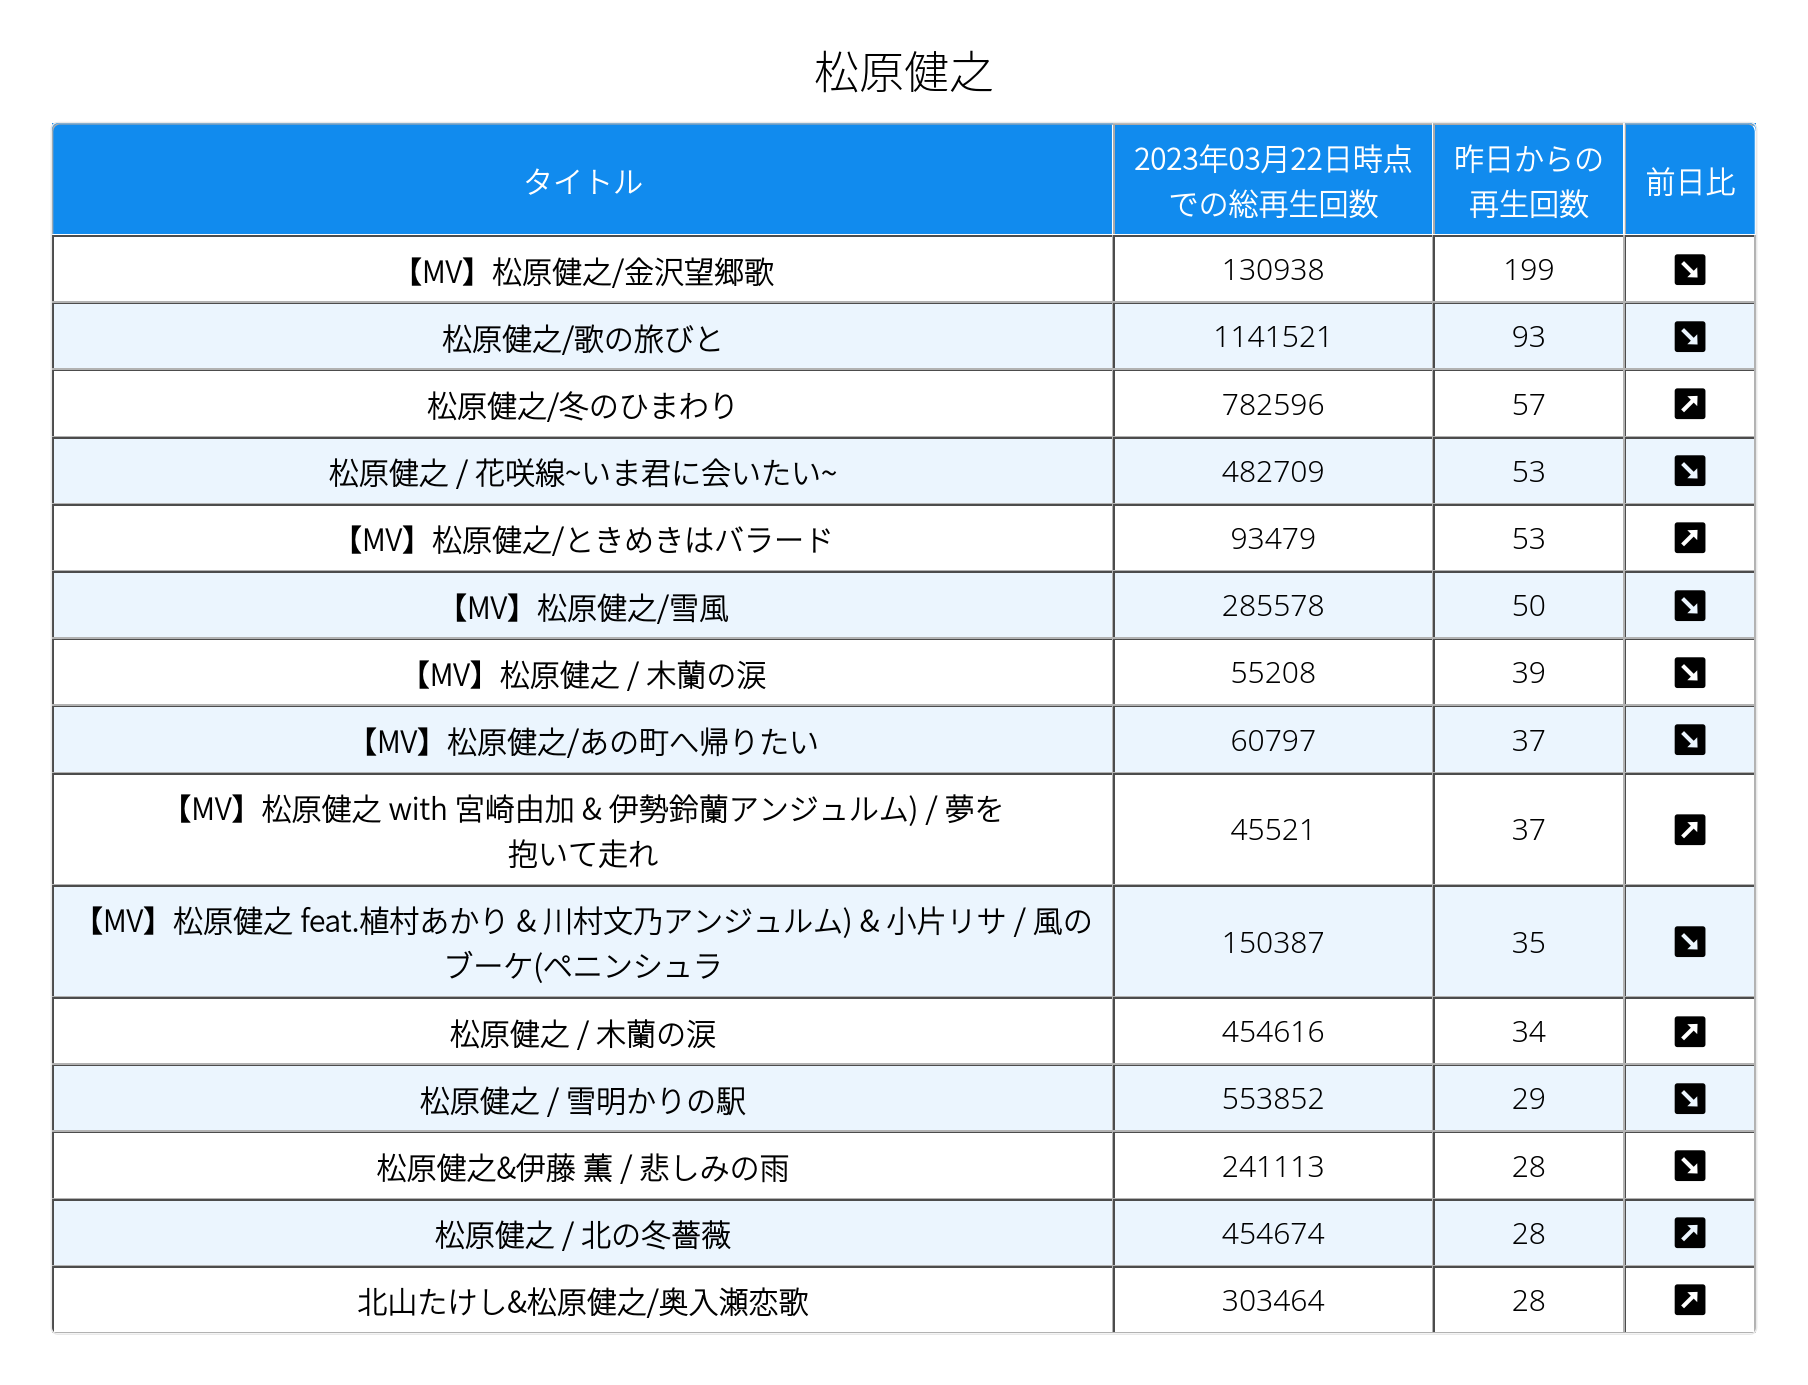 松原健之
タイトル
2023年03月22日時点
での総再生回数
昨日からの
再生回数
前日比
【MV】松原健之/金沢望郷歌 130938 199
松原健之/歌の旅びと 1141521 93
松原健之/冬のひまわり 782596 57
松原健之 / 花咲線~いま君に会いたい~ 482709 53
【MV】松原健之/ときめきはバラード 93479 53
【MV】松原健之/雪風 285578 50
【MV】松原健之 / 木蘭の涙 55208 39
【MV】松原健之/あの町へ帰りたい 60797 37
【MV】松原健之 with 宮崎由加 & 伊勢鈴蘭アンジュルム) / 夢を
抱いて走れ 45521 37
【MV】松原健之 feat.植村あかり & 川村文乃アンジュルム) & 小片リサ / 風の
ブーケ(ペニンシュラ 150387 35
松原健之 / 木蘭の涙 454616 34
松原健之 / 雪明かりの駅 553852 29
松原健之&伊藤 薫 / 悲しみの雨 241113 28
松原健之 / 北の冬薔薇 454674 28
北山たけし&松原健之/奥入瀬恋歌 303464 28